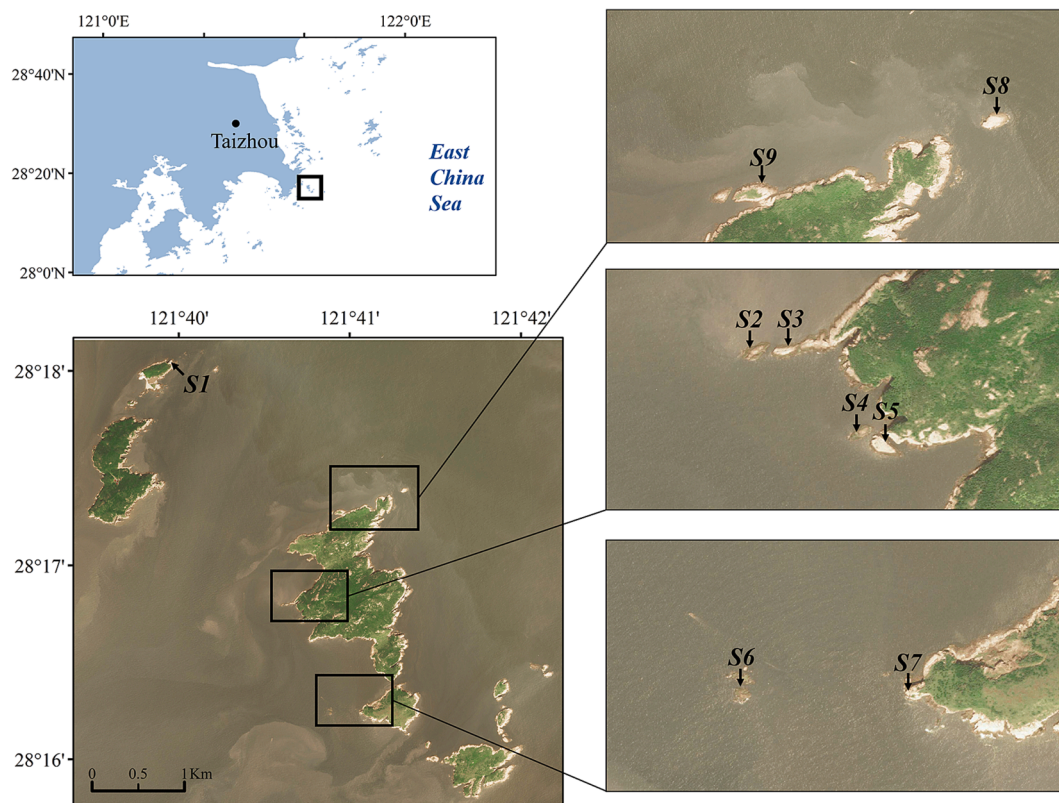 121°0'E
122°0'E
28°40'N
28°20'N
28°0'N
Taizhou
East
China
Sea
121°40'
121°41'
121°42'
28°18'
28°17'
28°16'
S1
0 0.5 1Km
S8
S9
S2 S3
S4 S5
S6 S7